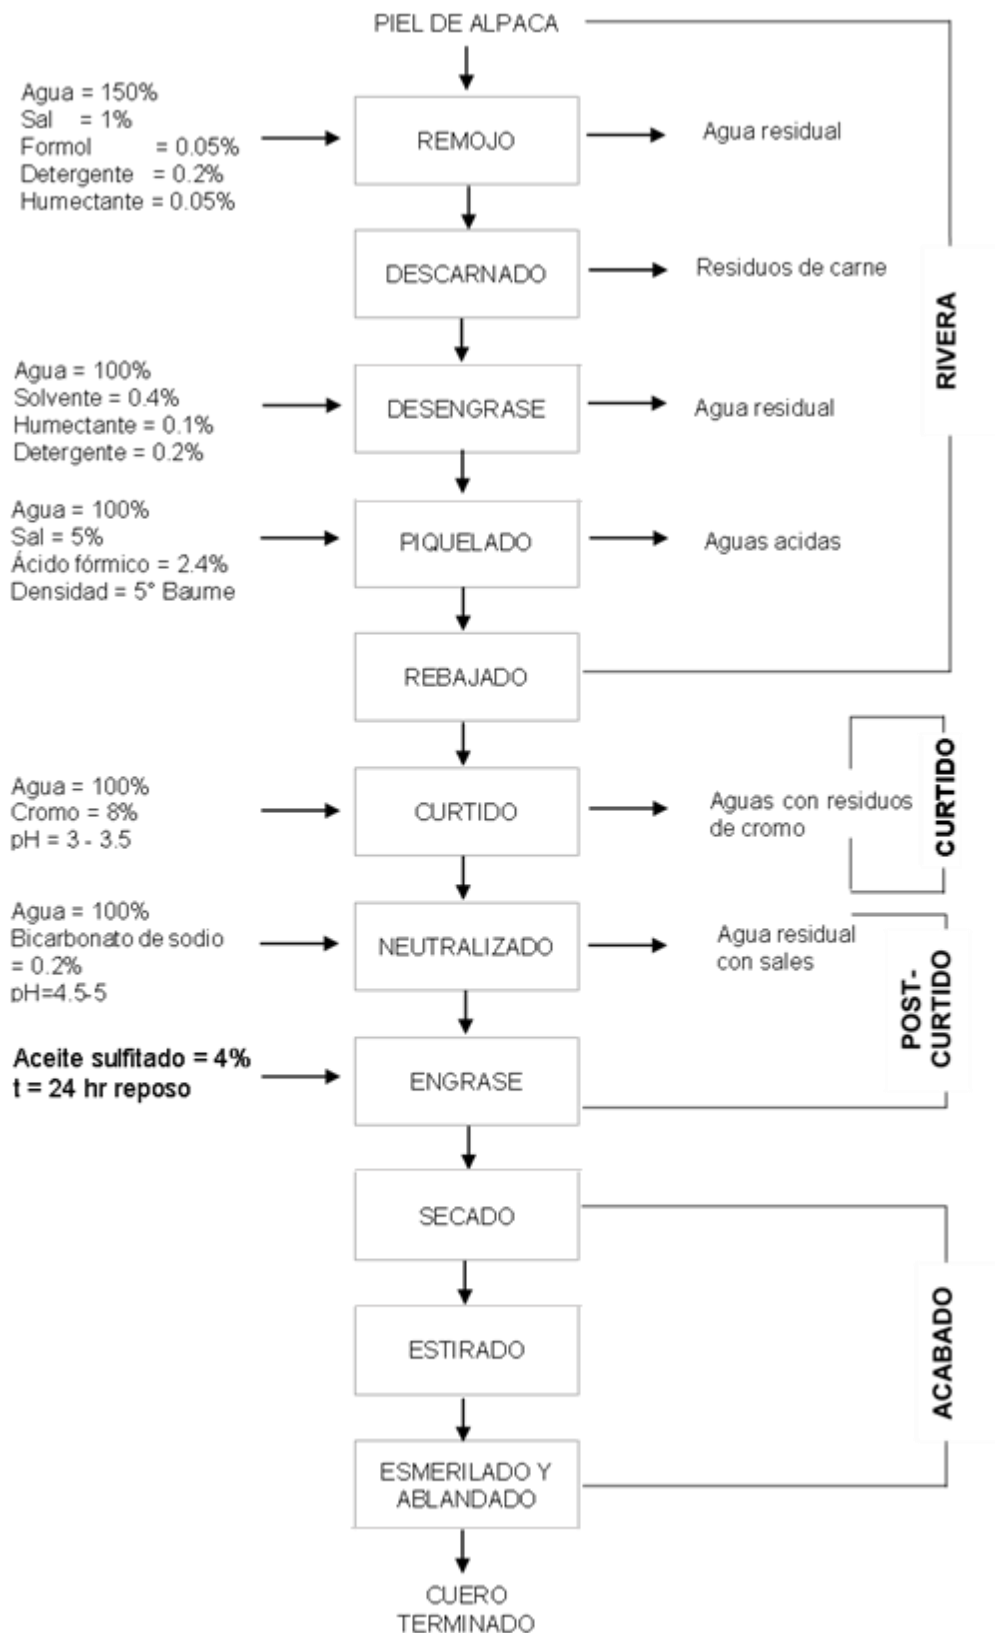 PIEL DE ALPACA
Agua = 150%
Sal = 1%
Formol = 0.05%
Detergente = 0.2%
Humectante = 0.05%
REMOJO
Agua residual
DESCARNADO
Residuos de carne
RIVERA
Agua = 100%
Solvente = 0.4%
Humectante = 0.1%
Detergente = 0.2%
DESENGRASE
Agua residual
Agua = 100%
Sal = 5%
Ácido fórmico = 2.4%
Densidad = 5° Baume
PIQUELADO
Aguas acidas
REBAJADO
Agua = 100%
Cromo = 8%
pH = 3 - 3.5
CURTIDO
Aguas con residuos
de cromo
CURTIDO
Agua = 100%
Bicarbonato de sodio
= 0.2%
pH=4.5-5
NEUTRALIZADO
Agua residual
con sales
POST-
CURTIDO
Aceite sulfitado = 4%
t = 24 hr reposo
ENGRASE
SECADO
ESTIRADO
ACABADO
ESMERILADO Y
ABLANDADO
CUERO
TERMINADO